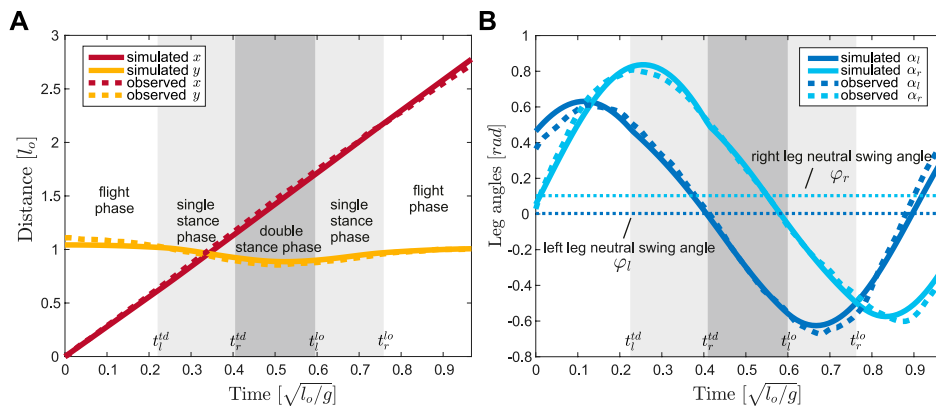 A
3
simulated x
simulated y
observed x
observed y
2.5
2
Distance [l_o]
1.5
flight phase
single stance phase
double stance phase
single stance phase
flight phase
1
0.5
0
t_l^{td}
t_r^{td}
t_l^{lo}
t_r^{lo}
0 0.1 0.2 0.3 0.4 0.5 0.6 0.7 0.8 0.9
Time [√l_o/g]
B
1
simulated α_l
simulated α_r
observed α_l
observed α_r
0.8
0.6
0.4
Leg angles [rad]
right leg neutral swing angle
φ_r
0.2
0
left leg neutral swing angle
φ_l
-0.2
-0.4
-0.6
-0.8
t_l^{td}
t_r^{td}
t_l^{lo}
t_r^{lo}
0 0.1 0.2 0.3 0.4 0.5 0.6 0.7 0.8 0.9
Time [√l_o/g]